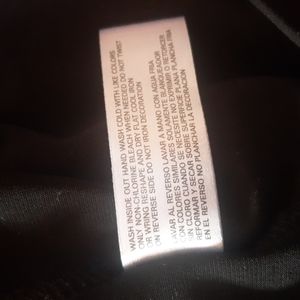 WASH INSIDE OUT HAND WASH COLD WITH LIKE COLORS
ONLY NON-CHLORINE BLEACH WHEN NEEDED DO NOT TWIST
OR WRING RESHAPE AND DRY FLAT COOL IRON
ON REVERSE SIDE DO NOT IRON DECORATION
LAVAR AL REVERSO LAVAR A MANO CON AGUA FRIA
CON COLORES SIMILARES SOLAMENTE BLANQUEADOR
SIN CLORO CUANDO SE NECESITE NO EXPRIMIR O RETORCER
REFORMAR Y SECAR SOBRE SUPERFICIE PLANA PLANCHA FRIA
EN EL REVERSO NO PLANCHAR LA DECORACION